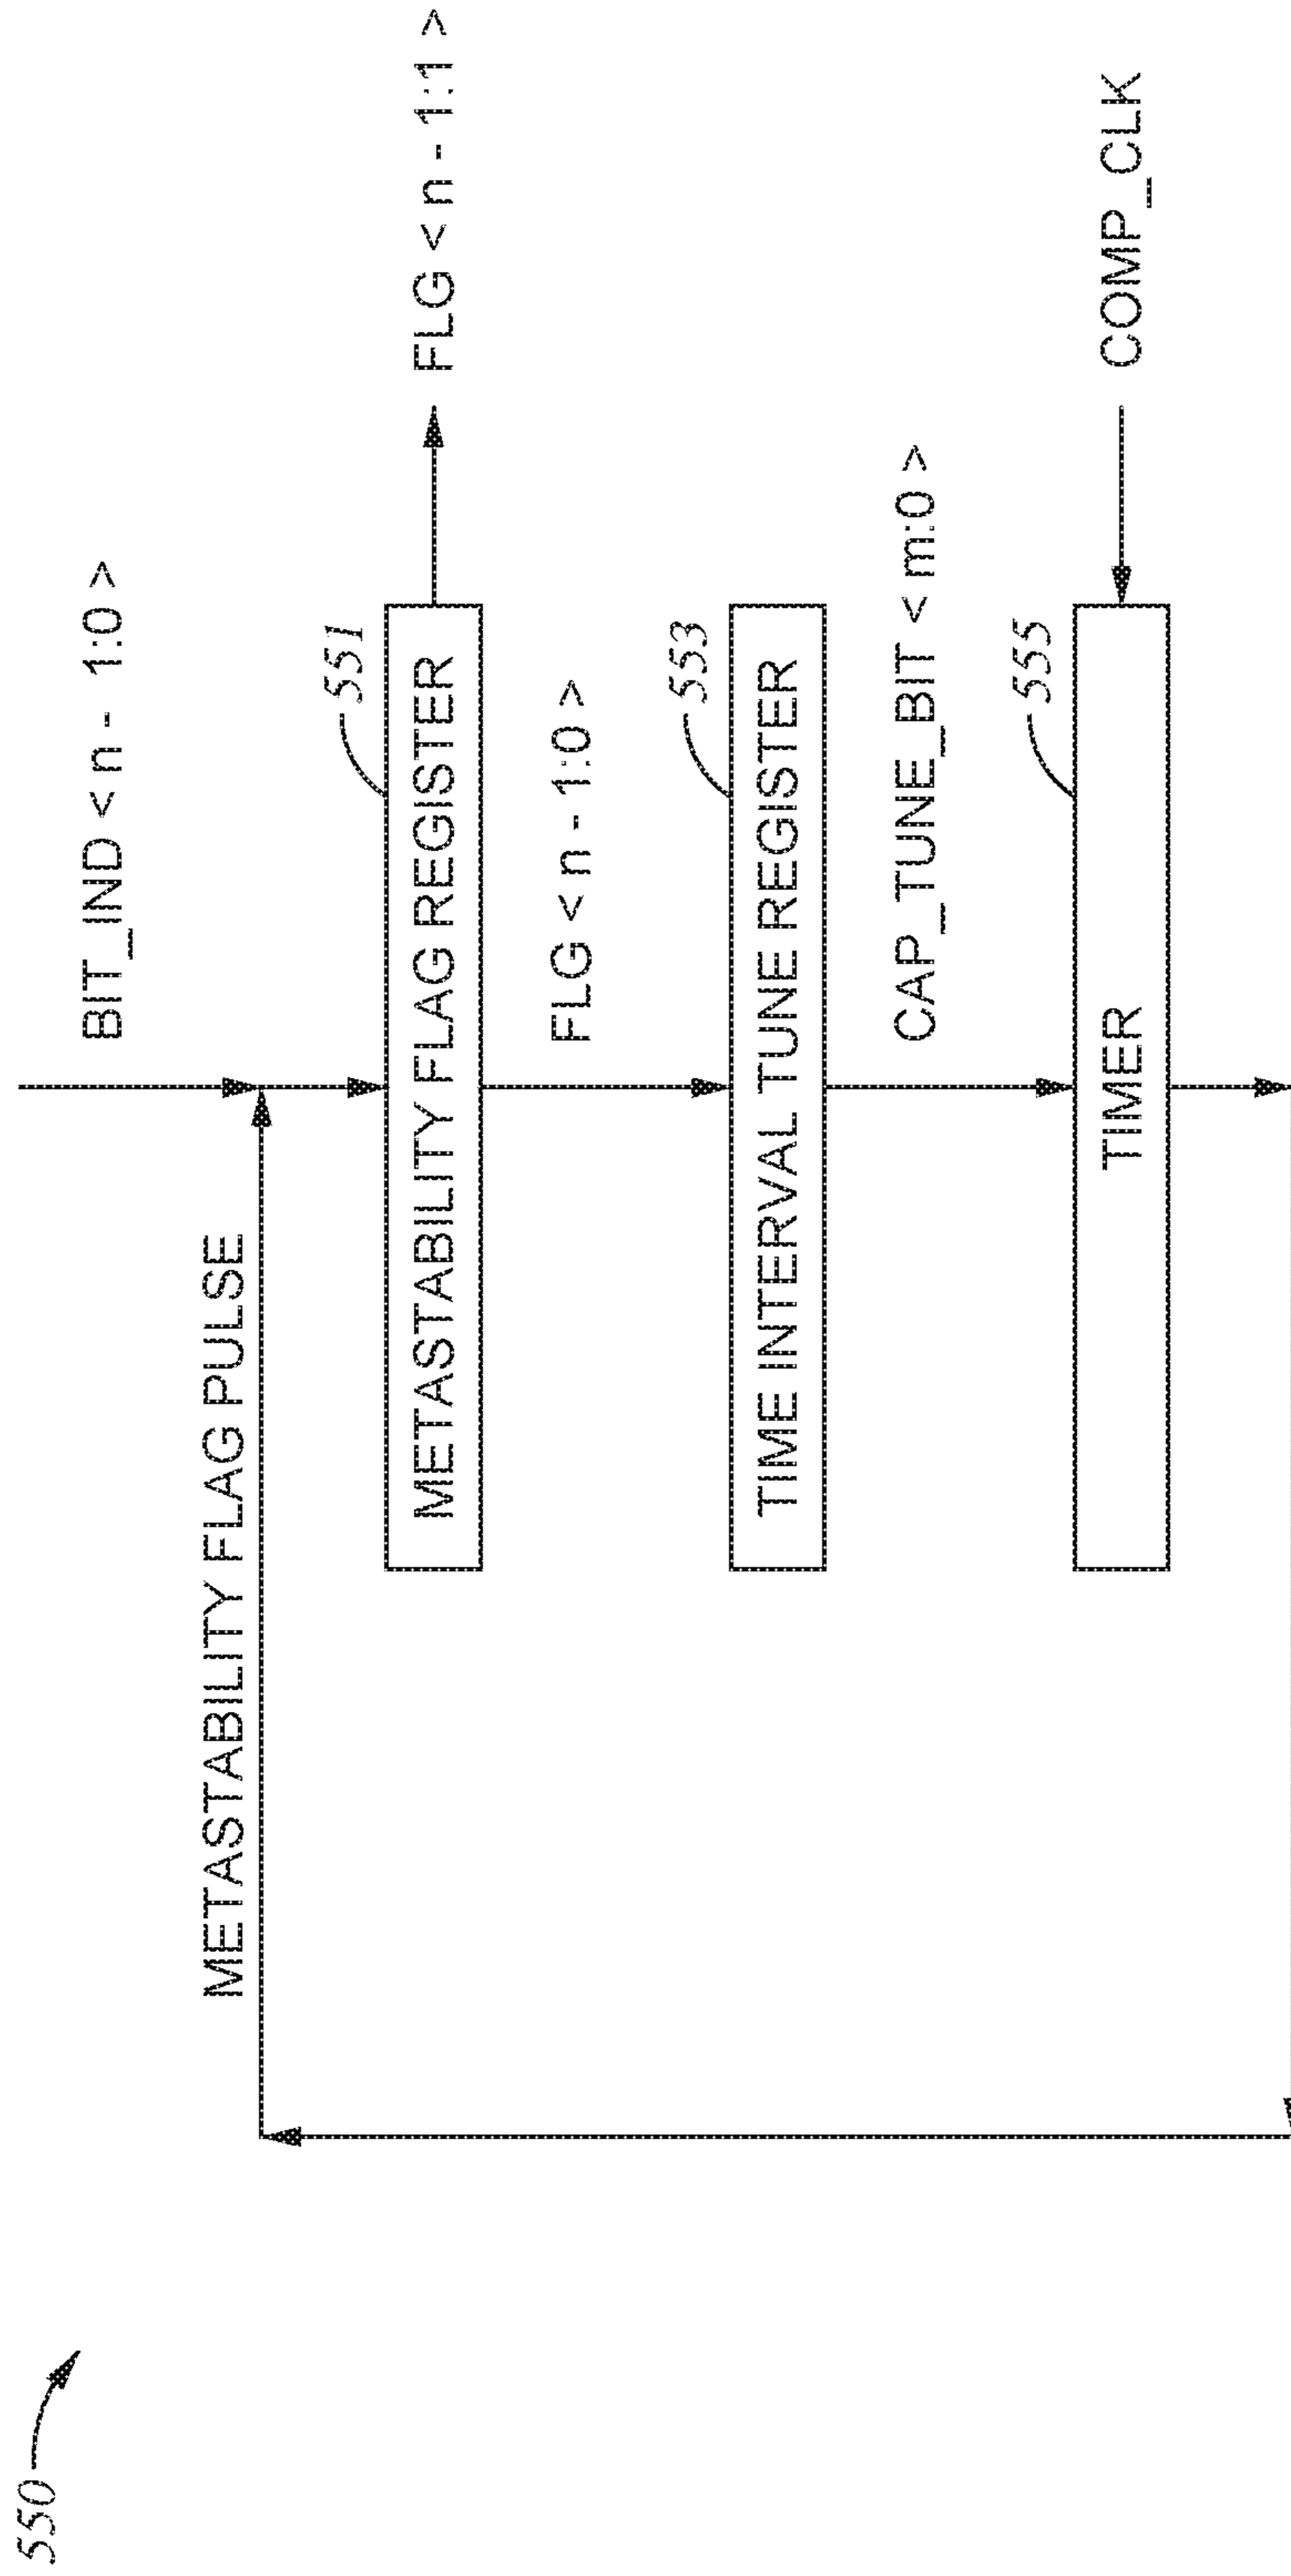 550
BIT_IND < n - 1:0 >
METASTABILITY FLAG PULSE
551
METASTABILITY FLAG REGISTER
FLG < n - 1:1 >
FLG < n - 1:0 >
553
TIME INTERVAL TUNE REGISTER
CAP_TUNE_BIT < m:0 >
555
TIMER
COMP_CLK